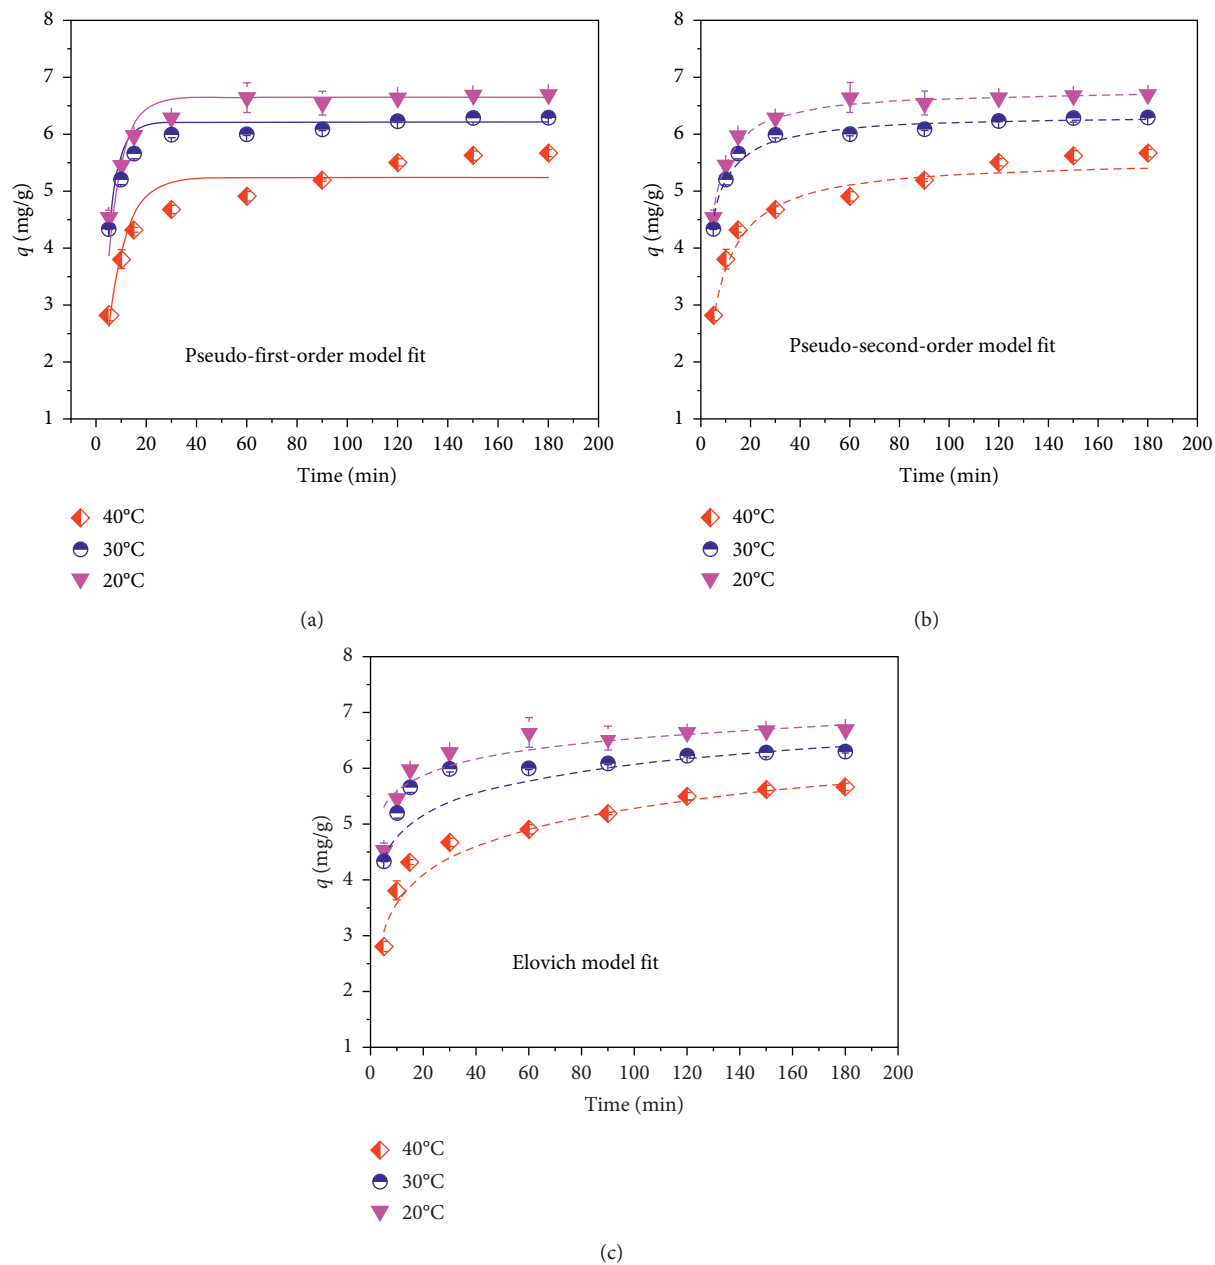 8
7
6
5
4
3
2
1
q (mg/g)
Pseudo-first-order model fit
0 20 40 60 80 100 120 140 160 180 200
Time (min)
40°C
30°C
20°C
(a)
8
7
6
5
4
3
2
1
q (mg/g)
Pseudo-second-order model fit
0 20 40 60 80 100 120 140 160 180 200
Time (min)
40°C
30°C
20°C
(b)
8
7
6
5
4
3
2
1
q (mg/g)
Elovich model fit
0 20 40 60 80 100 120 140 160 180 200
Time (min)
40°C
30°C
20°C
(c)